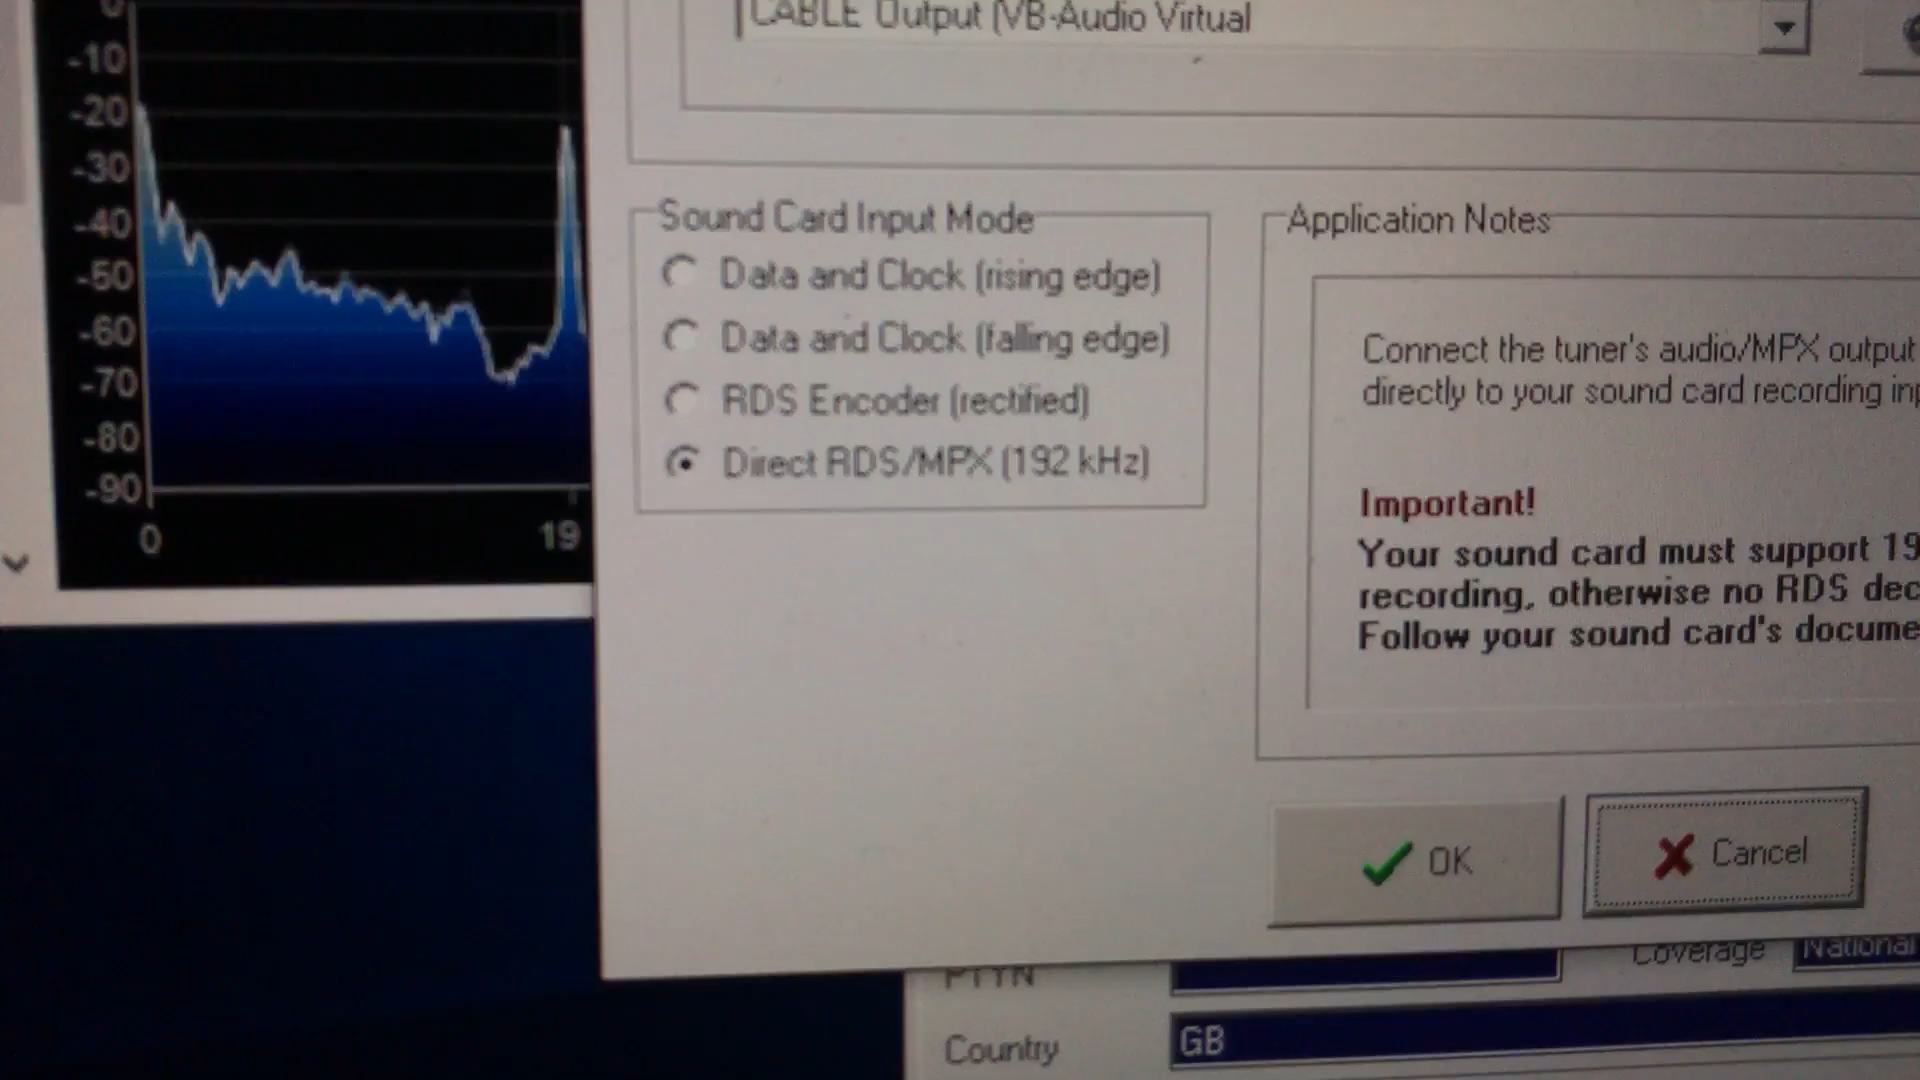 0
-10
-20
-30
-40
-50
-60
-70
-80
-90
0
19
CABLE Output (VB-Audio Virtual
Sound Card Input Mode
Data and Clock (rising edge)
Data and Clock (falling edge)
RDS Encoder (rectified)
Direct RDS/MPX (192 kHz)
Application Notes
Connect the tuner's audio/MPX output
directly to your sound card recording
Important!
Your sound card must support
recording, otherwise no RDS
Follow your sound card's
OK
Cancel
PTYN
Coverage
National
Country
GB